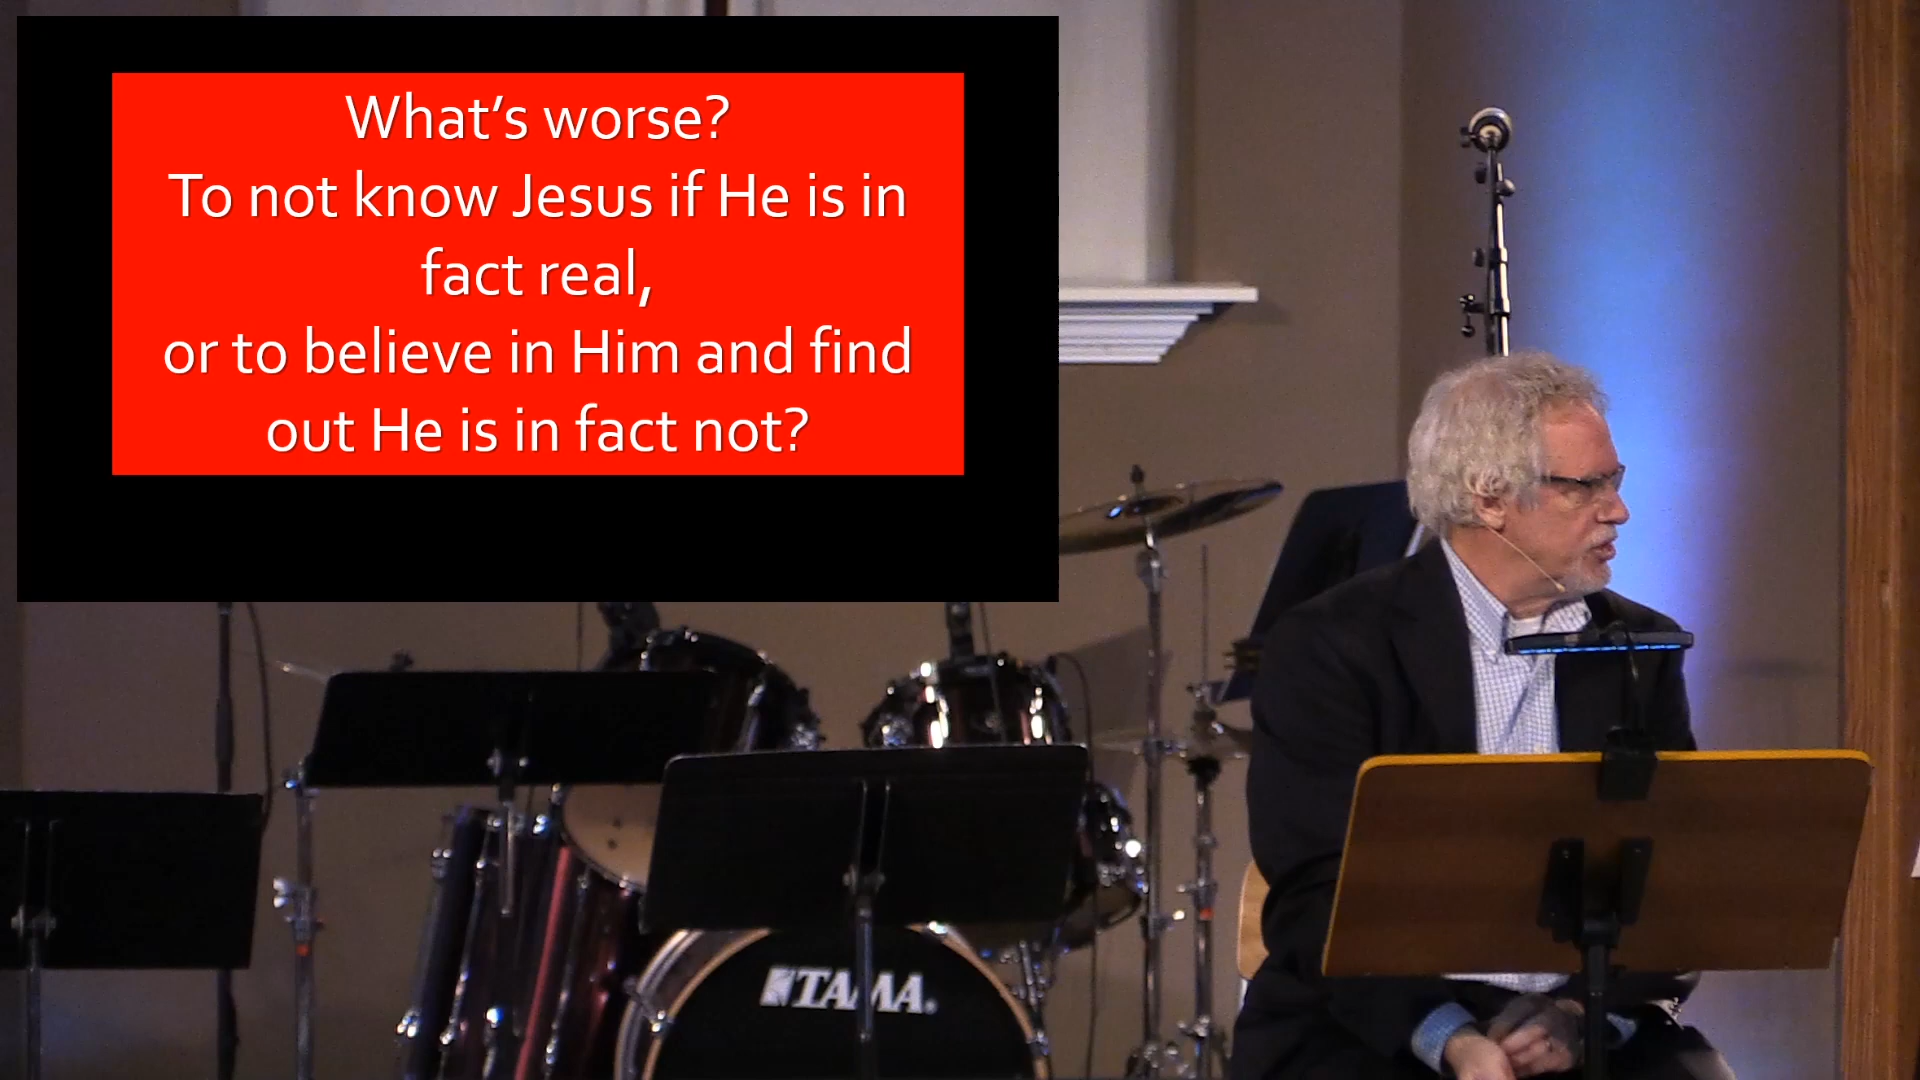 What’s worse?
To not know Jesus if He is in
fact real,
or to believe in Him and find
out He is in fact not?
TAMA